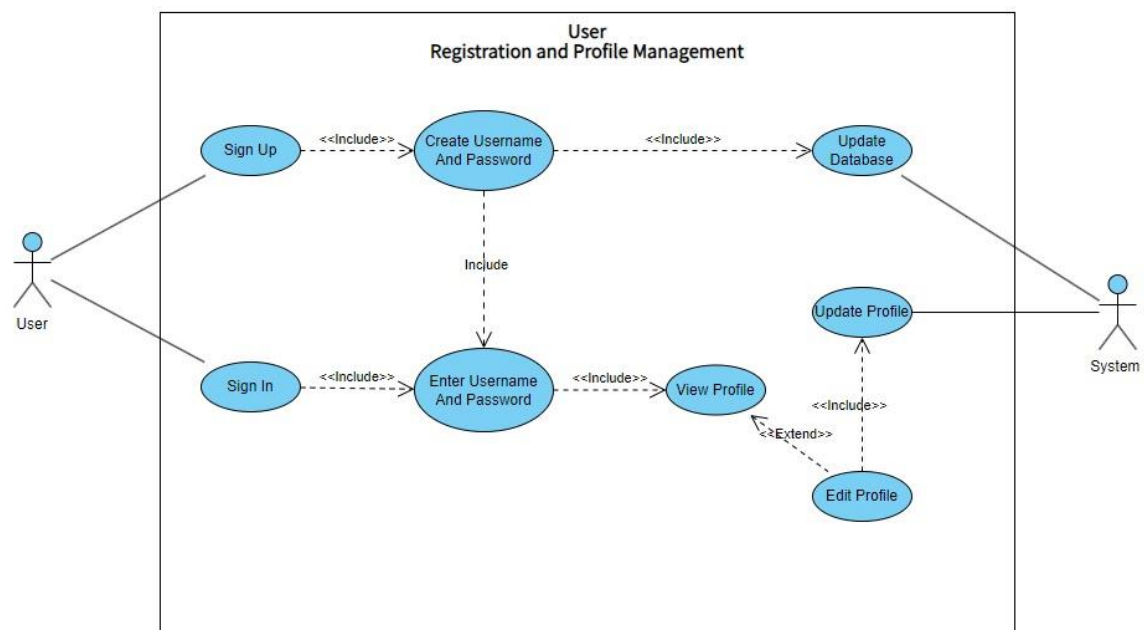 User
Registration and Profile Management
Sign Up
<<Include>>
Create Username
And Password
<<Include>>
Update
Database
Include
User
Update Profile
System
Sign In
<<Include>>
Enter Username
And Password
<<Include>>
View Profile
<<Include>>
<<Extend>>
Edit Profile